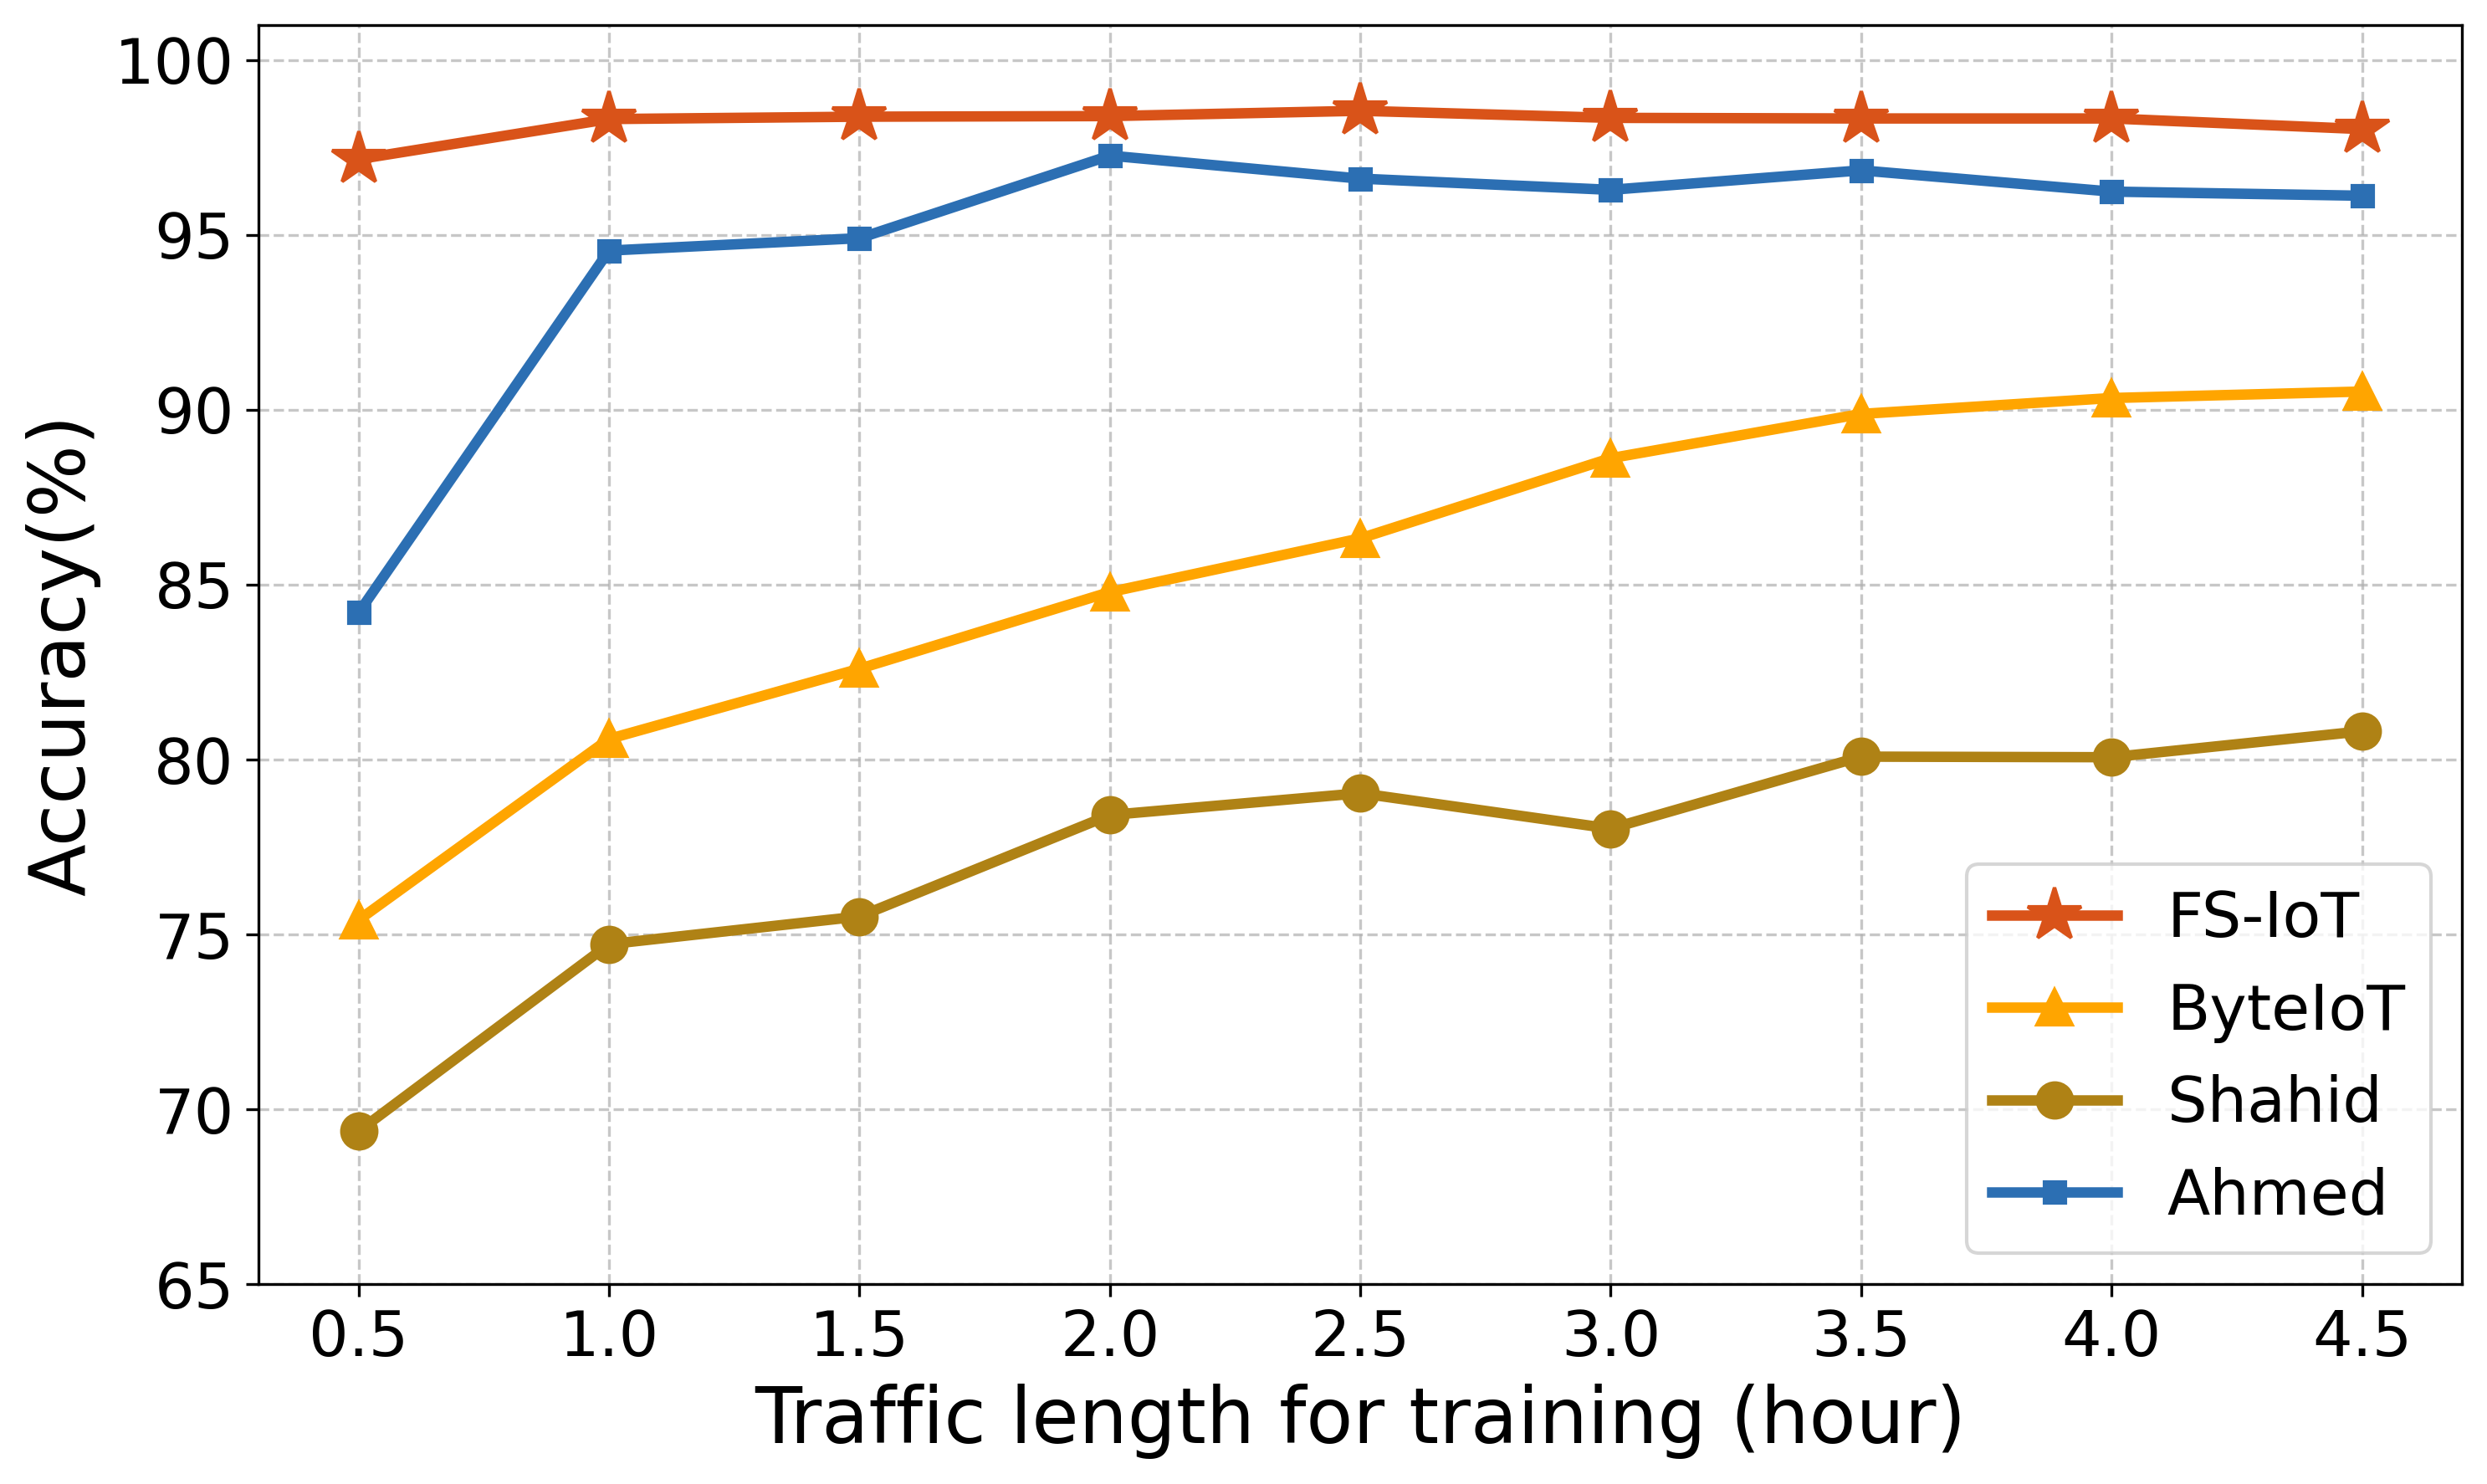 100
95
90
85
80
75
70
65
Accuracy(%)
0.5 1.0 1.5 2.0 2.5 3.0 3.5 4.0 4.5
Traffic length for training (hour)
FS-IoT
ByteIoT
Shahid
Ahmed